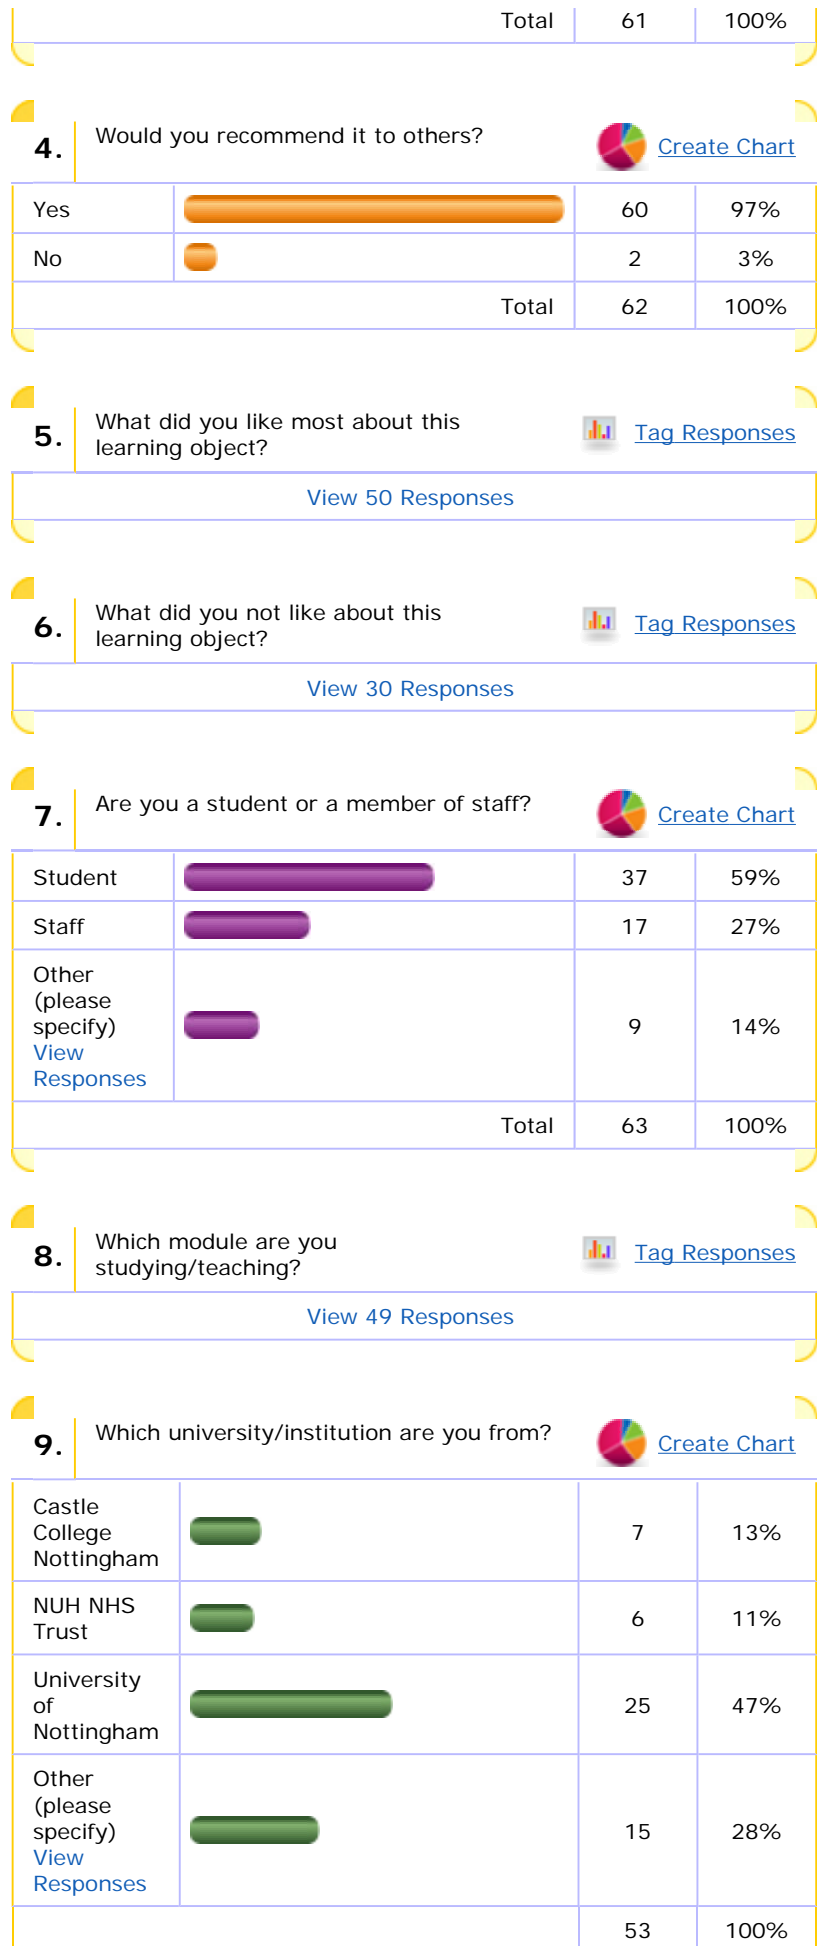 Total 61 100%
4. Would you recommend it to others? Create Chart
Yes 60 97%
No 2 3%
Total 62 100%
5. What did you like most about this
learning object? Tag Responses
View 50 Responses
6. What did you not like about this
learning object? Tag Responses
View 30 Responses
7. Are you a student or a member of staff? Create Chart
Student 37 59%
Staff 17 27%
Other
(please
specify) 9 14%
View
Responses
Total 63 100%
8. Which module are you
studying/teaching? Tag Responses
View 49 Responses
9. Which university/institution are you from? Create Chart
Castle
College 7 13%
Nottingham
NUH NHS 6 11%
Trust
University
of 25 47%
Nottingham
Other
(please
specify) 15 28%
View
Responses
53 100%